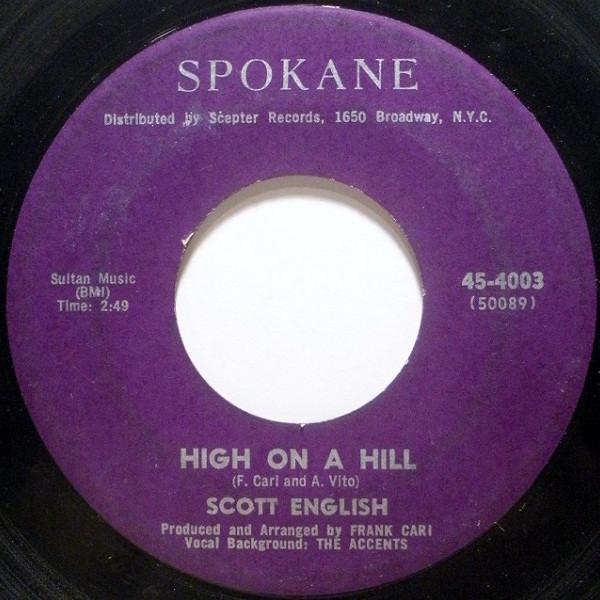 SPOKANE
Distributed by Scepter Records, 1650 Broadway, N.Y.C.
Sultan Music
(BMI)
Time: 2:49
45-4003
(50089)
HIGH ON A HILL
(F. Cari and A. Vito)
SCOTT ENGLISH
Produced and Arranged by FRANK CARI
Vocal Background: THE ACCENTS